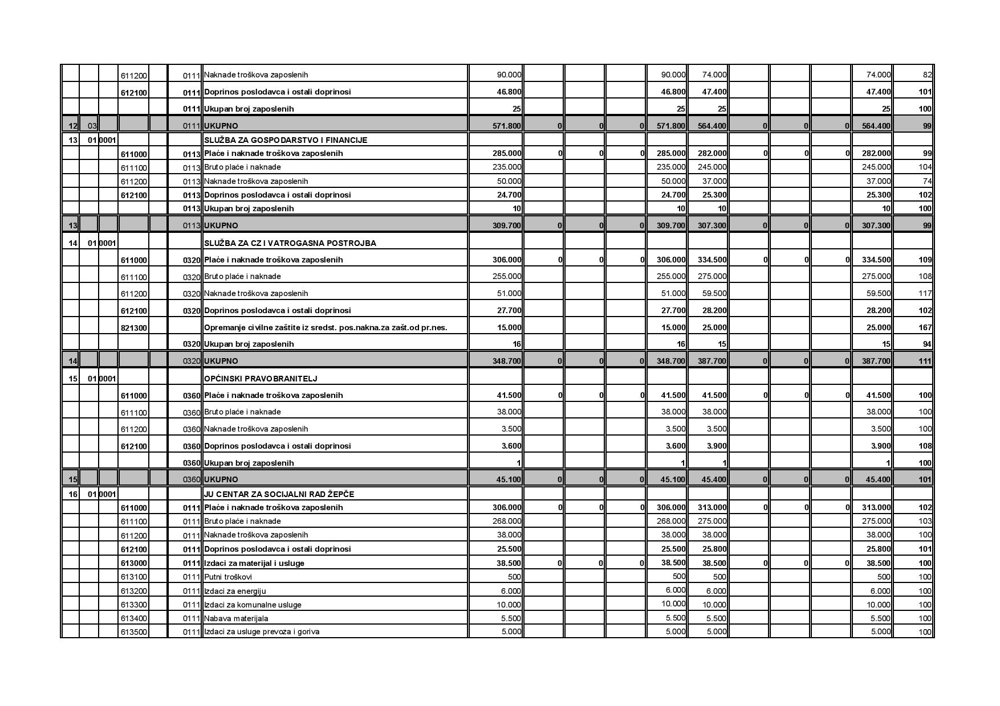 611200 0111 Naknade troškova zaposlenih 90.000 90.000 74.000 74.000 82
612100 0111 Doprinos poslodavca i ostali doprinosi 46.800 46.800 47.400 47.400 101
0111 Ukupan broj zaposlenih 25 25 25 25 100
12 03 0111 UKUPNO 571.800 0 0 0 571.800 564.400 0 0 0 564.400 99
13 01 0001 SLUŽBA ZA GOSPODARSTVO I FINANCIJE
611000 0113 Plaće i naknade troškova zaposlenih 285.000 0 0 0 285.000 282.000 0 0 0 282.000 99
611100 0113 Bruto plaće i naknade 235.000 235.000 245.000 245.000 104
611200 0113 Naknade troškova zaposlenih 50.000 50.000 37.000 37.000 74
612100 0113 Doprinos poslodavca i ostali doprinosi 24.700 24.700 25.300 25.300 102
0113 Ukupan broj zaposlenih 10 10 10 10 100
13 0113 UKUPNO 309.700 0 0 0 309.700 307.300 0 0 0 307.300 99
14 01 0001 SLUŽBA ZA CZ I VATROGASNA POSTROJBA
611000 0320 Plaće i naknade troškova zaposlenih 306.000 0 0 0 306.000 334.500 0 0 0 334.500 109
611100 0320 Bruto plaće i naknade 255.000 255.000 275.000 275.000 108
611200 0320 Naknade troškova zaposlenih 51.000 51.000 59.500 59.500 117
612100 0320 Doprinos poslodavca i ostali doprinosi 27.700 27.700 28.200 28.200 102
821300 Opremanje civilne zaštite iz sredst. pos.nakna.za zašt.od pr.nes. 15.000 15.000 25.000 25.000 167
0320 Ukupan broj zaposlenih 16 16 15 15 94
14 0320 UKUPNO 348.700 0 0 0 348.700 387.700 0 0 0 387.700 111
15 01 0001 OPĆINSKI PRAVOBRANITELJ
611000 0360 Plaće i naknade troškova zaposlenih 41.500 0 0 0 41.500 41.500 0 0 0 41.500 100
611100 0360 Bruto plaće i naknade 38.000 38.000 38.000 38.000 100
611200 0360 Naknade troškova zaposlenih 3.500 3.500 3.500 3.500 100
612100 0360 Doprinos poslodavca i ostali doprinosi 3.600 3.600 3.900 3.900 108
0360 Ukupan broj zaposlenih 1 1 1 1 100
15 0360 UKUPNO 45.100 0 0 0 45.100 45.400 0 0 0 45.400 101
16 01 0001 JU CENTAR ZA SOCIJALNI RAD ŽEPČE
611000 0111 Plaće i naknade troškova zaposlenih 306.000 0 0 0 306.000 313.000 0 0 0 313.000 102
611100 0111 Bruto plaće i naknade 268.000 268.000 275.000 275.000 103
611200 0111 Naknade troškova zaposlenih 38.000 38.000 38.000 38.000 100
612100 0111 Doprinos poslodavca i ostali doprinosi 25.500 25.500 25.800 25.800 101
613000 0111 Izdaci za materijal i usluge 38.500 0 0 0 38.500 38.500 0 0 0 38.500 100
613100 0111 Putni troškovi 500 500 500 500 100
613200 0111 Izdaci za energiju 6.000 6.000 6.000 6.000 100
613300 0111 Izdaci za komunalne usluge 10.000 10.000 10.000 10.000 100
613400 0111 Nabava materijala 5.500 5.500 5.500 5.500 100
613500 0111 Izdaci za usluge prevoza i goriva 5.000 5.000 5.000 5.000 100